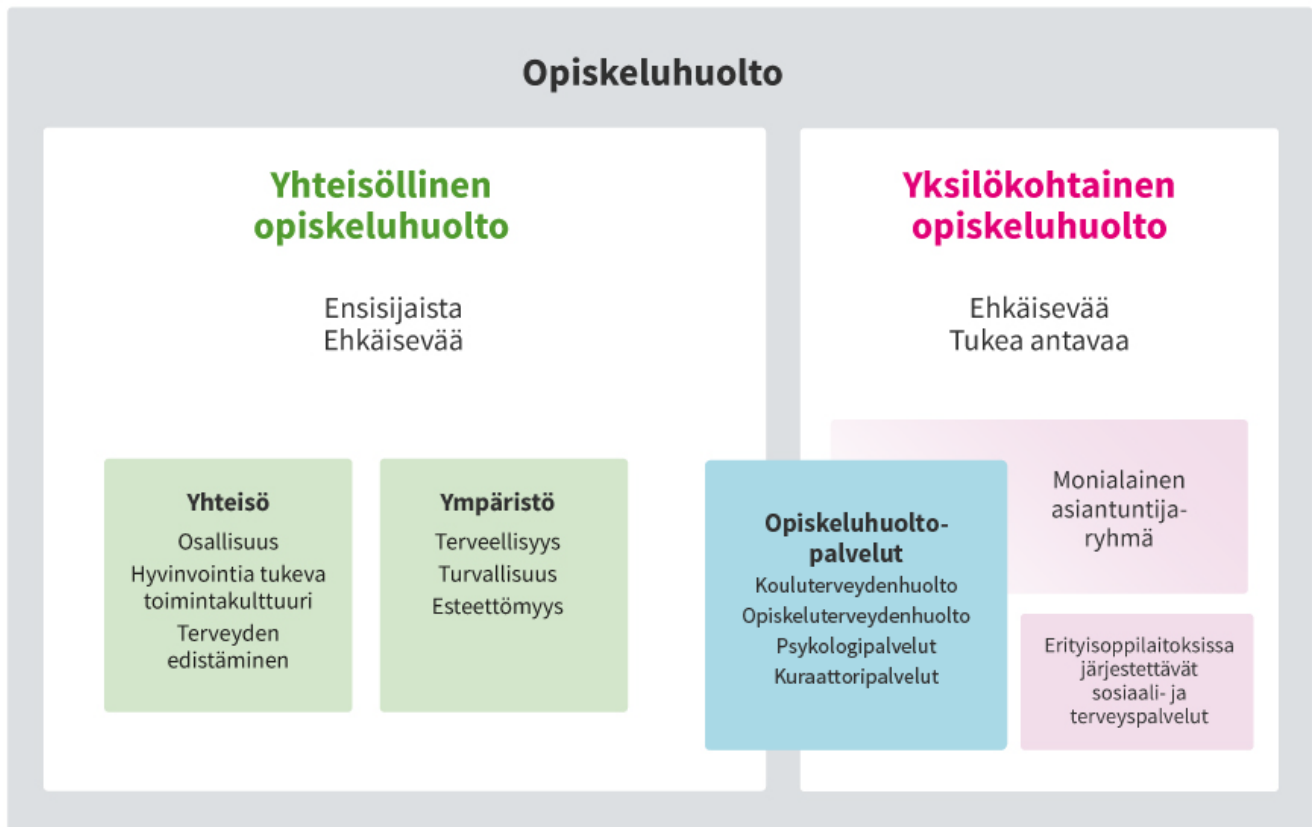 Opiskeluhuolto
Yhteisöllinen
opiskeluhuolto
Ensisijaista
Ehkäisevää
Yhteisö
Osallisuus
Hyvinvointia tukeva
toimintakulttuuri
Terveyden
edistäminen
Ympäristö
Terveellisyys
Turvallisuus
Esteettömyys
Opiskeluhuolto-
palvelut
Kouluterveydenhuolto
Opiskeluterveydenhuolto
Psykologipalvelut
Kuraattoripalvelut
Yksilökohtainen
opiskeluhuolto
Ehkäisevää
Tukea antavaa
Monialainen
asiantuntija-
ryhmä
Erityisoppilaitoksissa
järjestettävät
sosiaali- ja
terveyspalvelut